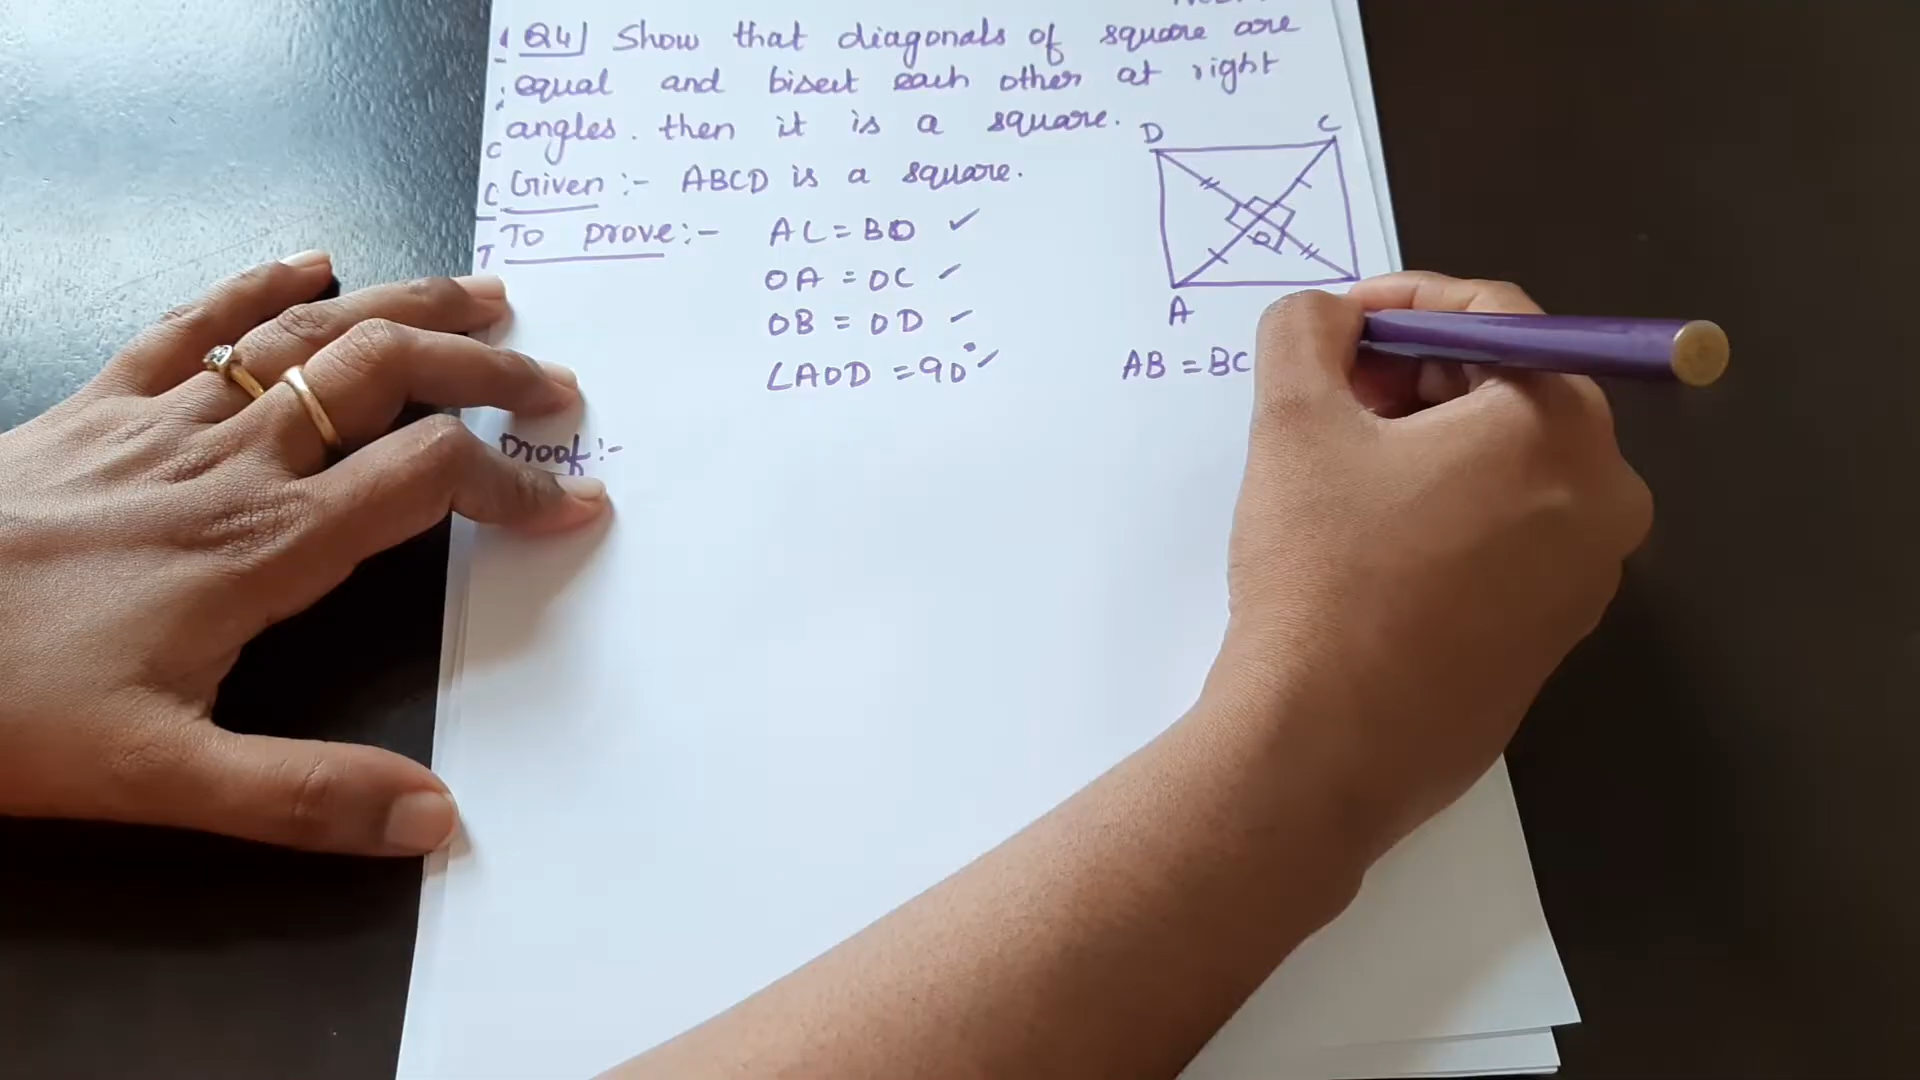 Q4) Show that diagonals of square are
equal and bisect each other at right
angles. then it is a square.
Given :- ABCD is a square.
To prove :- AC = BD ✓
OA = OC ✓
OB = OD ✓
∠AOD = 90° ✓
Proof :-
D C
O
A
AB = BC
C
C
T